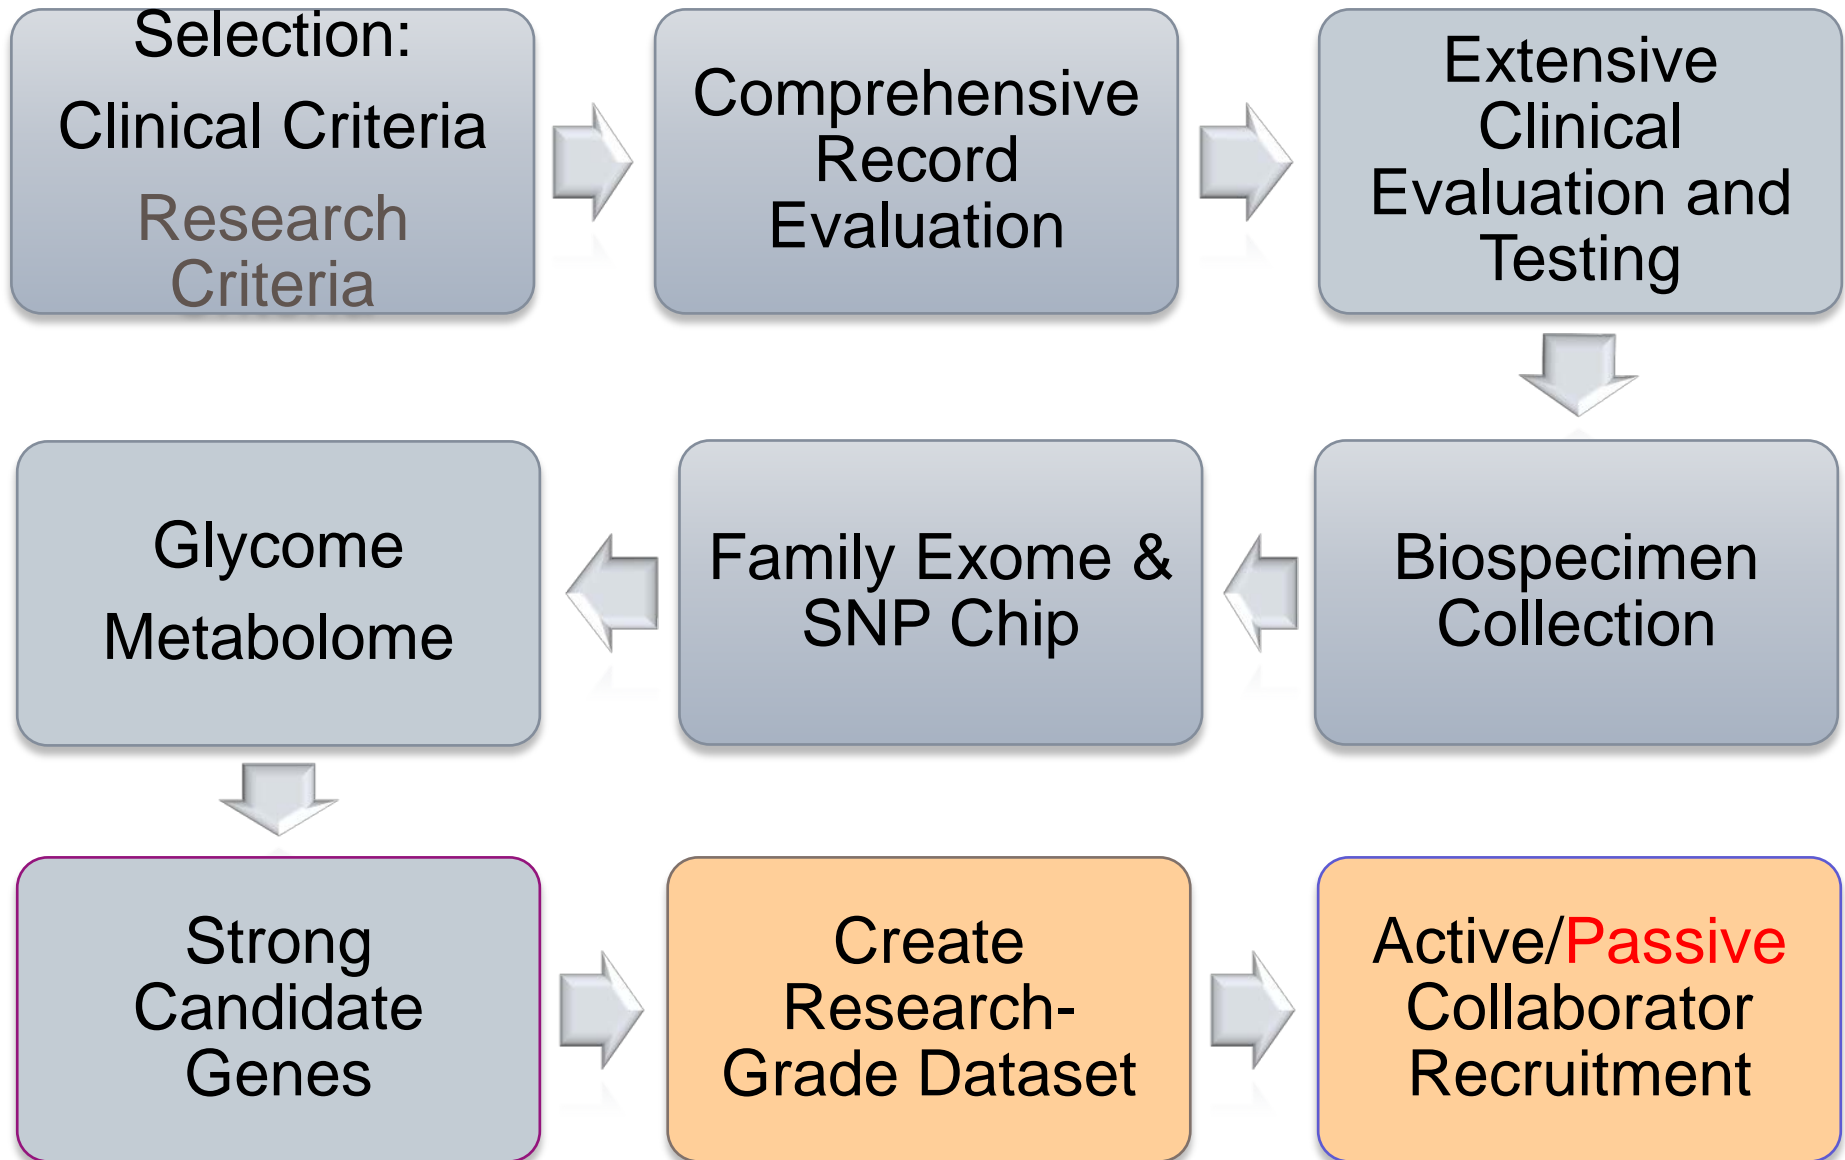 Selection:
Clinical Criteria
Research
Criteria
Comprehensive
Record
Evaluation
Extensive
Clinical
Evaluation and
Testing
Glycome
Metabolome
Family Exome &
SNP Chip
Biospecimen
Collection
Strong
Candidate
Genes
Create
Research-
Grade Dataset
Active/Passive
Collaborator
Recruitment